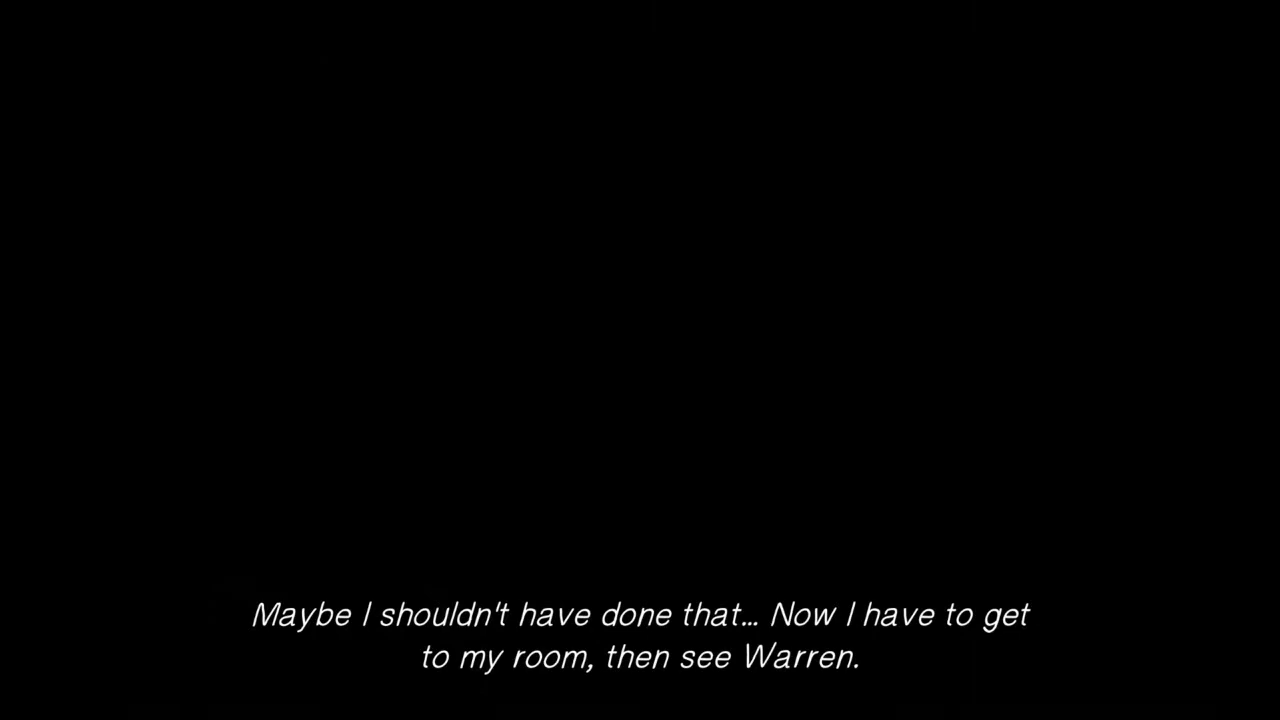 Maybe I shouldn't have done that... Now I have to get
to my room, then see Warren.